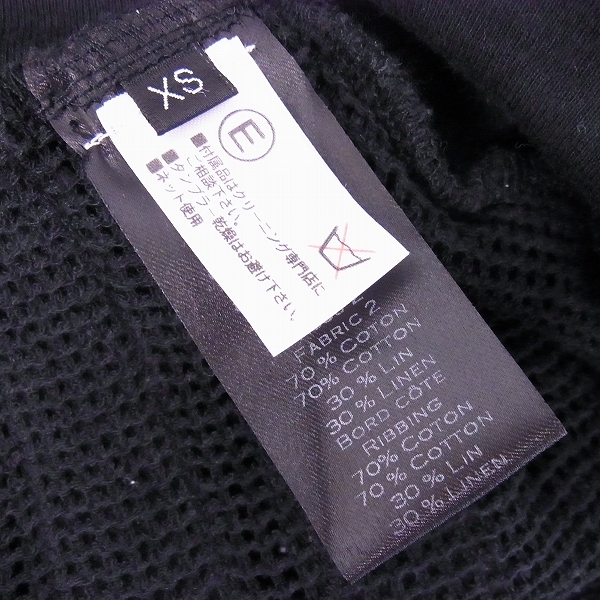 XS
E
■付属品はクリーニング専門店に
ご相談下さい。
■タンブラー乾燥はお避け下さい。
■ネット使用
FABRIC 2
70 % COTON
70% COTTON
30 % LIN
30 % LINEN
BORD CÔTE
RIBBING
70% COTON
70 % COTTON
30 % LIN
30 % LINEN